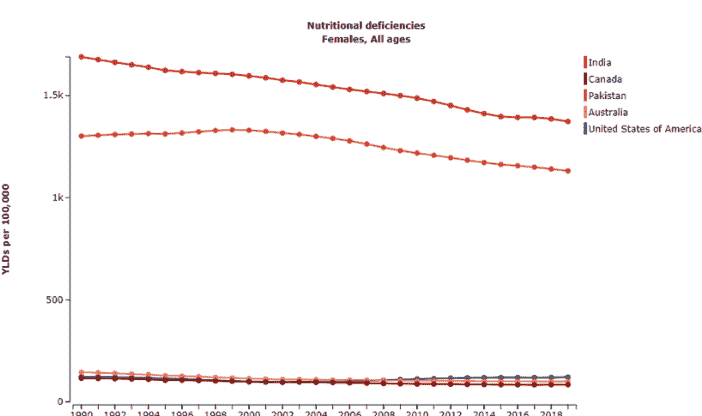 Nutritional deficiencies
Females, All ages
India
Canada
Pakistan
Australia
United States of America
YLDs per 100,000
1.5k
1k
500
0
1990 1992 1994 1996 1998 2000 2002 2004 2006 2008 2010 2012 2014 2016 2018